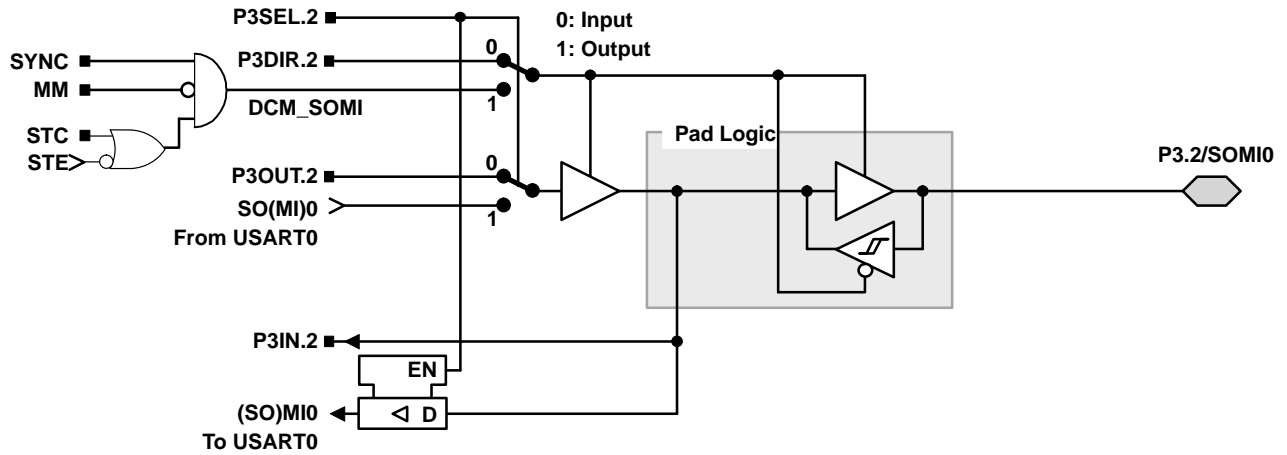 P3SEL.2
0: Input
1: Output
SYNC
P3DIR.2
0
MM
1
DCM_SOMI
STC
STE
Pad Logic
P3.2/SOMI0
P3OUT.2
0
SO(MI)0
1
From USART0
P3IN.2
EN
(SO)MI0
D
To USART0